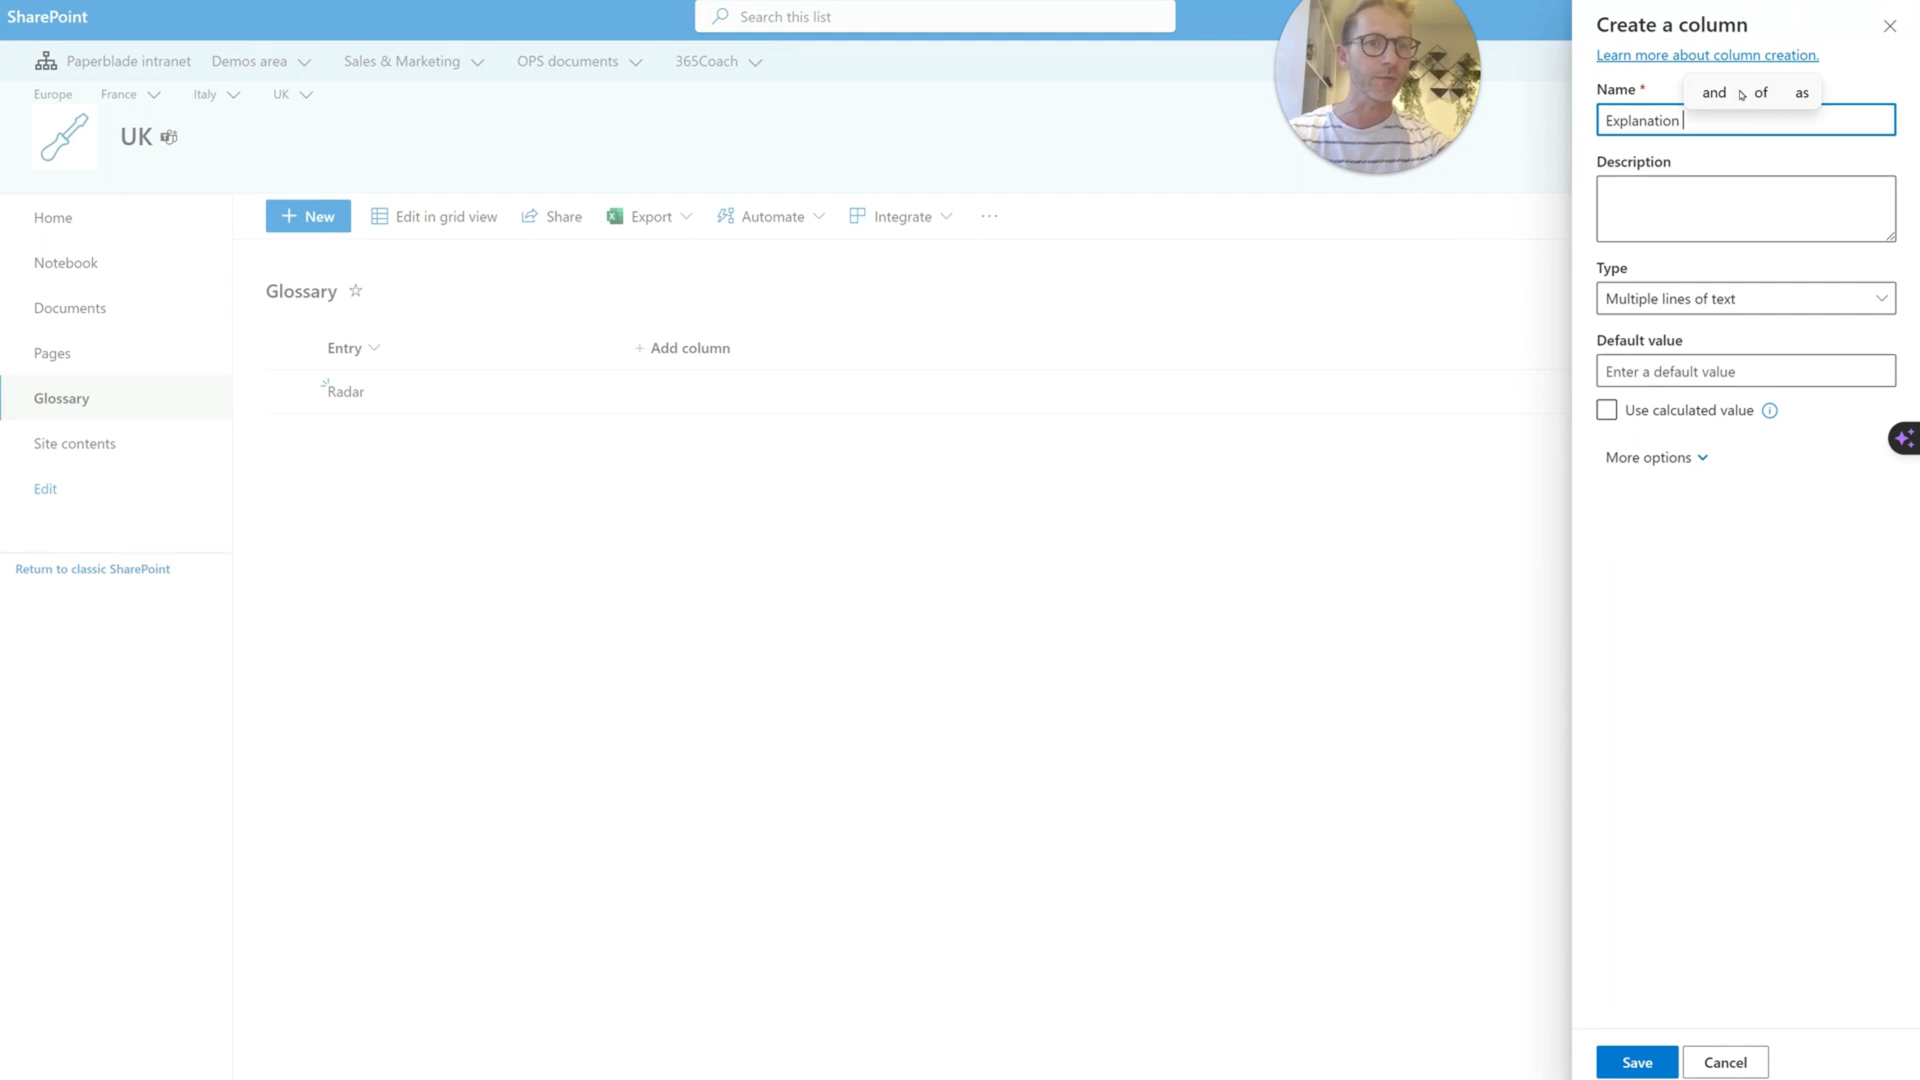 SharePoint
Search this list
Paperblade intranet
Demos area
Sales & Marketing
OPS documents
365Coach
Europe
France
Italy
UK
UK
Home
Notebook
Documents
Pages
Glossary
Site contents
Edit
Return to classic SharePoint
New
Edit in grid view
Share
Export
Automate
Integrate
Glossary
Entry
Add column
Radar
Create a column
Learn more about column creation.
Name *
and of as
Explanation
Description
Type
Multiple lines of text
Default value
Enter a default value
Use calculated value
More options
Save
Cancel